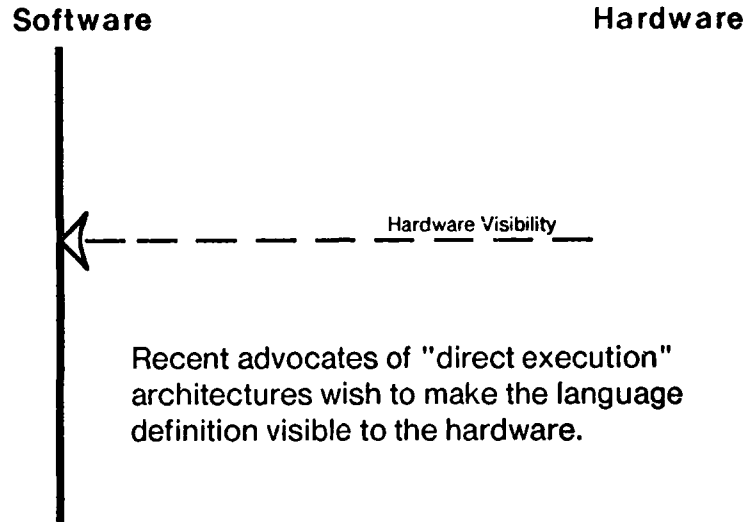 Software Hardware
Hardware Visibility
Recent advocates of "direct execution"
architectures wish to make the language
definition visible to the hardware.